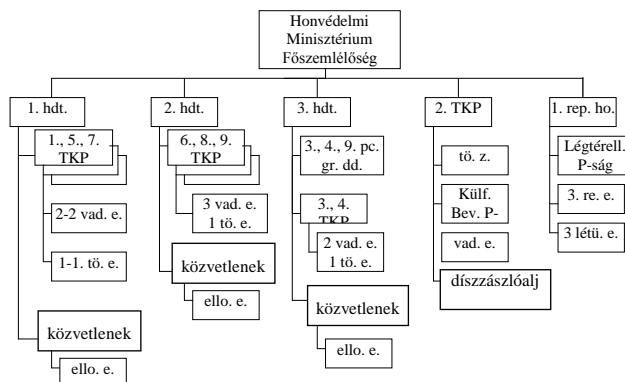 Honvédelmi
Minisztérium
Főszemlélőség
1. hdt.
2. hdt.
3. hdt.
2. TKP
1. rep. ho.
1., 5., 7.
TKP
2-2 vad. e.
1-1. tö. e.
közvetlenek
ello. e.
6., 8., 9.
TKP
3 vad. e.
1 tö. e.
közvetlenek
ello. e.
3., 4., 9. pc.
gr. dd.
3., 4.
TKP
2 vad. e.
1 tö. e.
közvetlenek
ello. e.
tö. z.
Külf.
Bev. P-
vad. e.
díszzászlóalj
Légtérell.
P-ság
3. re. e.
3 létü. e.